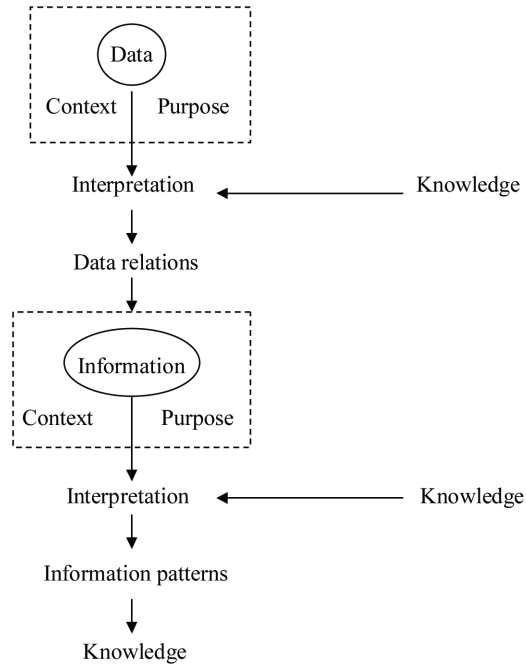 Data
Context Purpose
Interpretation Knowledge
Data relations
Information
Context Purpose
Interpretation Knowledge
Information patterns
Knowledge